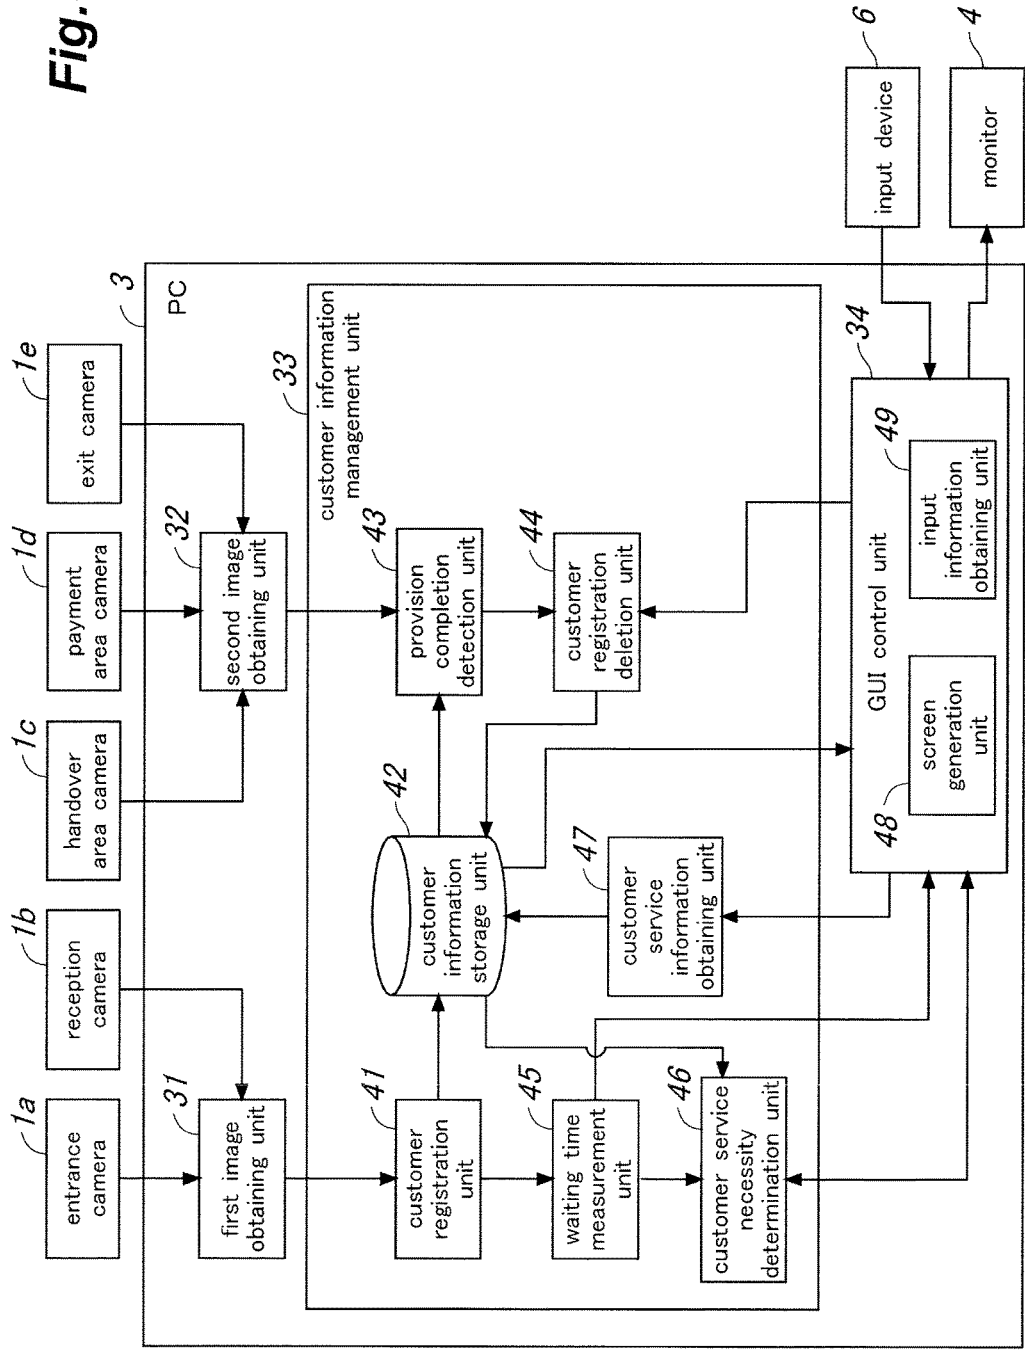 Fig.
1a
entrance
camera
1b
reception
camera
1c
handover
area camera
1d
payment
area camera
1e
exit camera
3
PC
31
first image
obtaining unit
32
second image
obtaining unit
33
customer information
management unit
41
customer
registration
unit
42
customer
information
storage unit
43
provision
completion
detection unit
44
customer
registration
deletion unit
45
waiting time
measurement
unit
46
customer service
necessity
determination unit
47
customer
service
information
obtaining unit
34
GUI control unit
48
screen
generation
unit
49
input
information
obtaining unit
6
input device
4
monitor